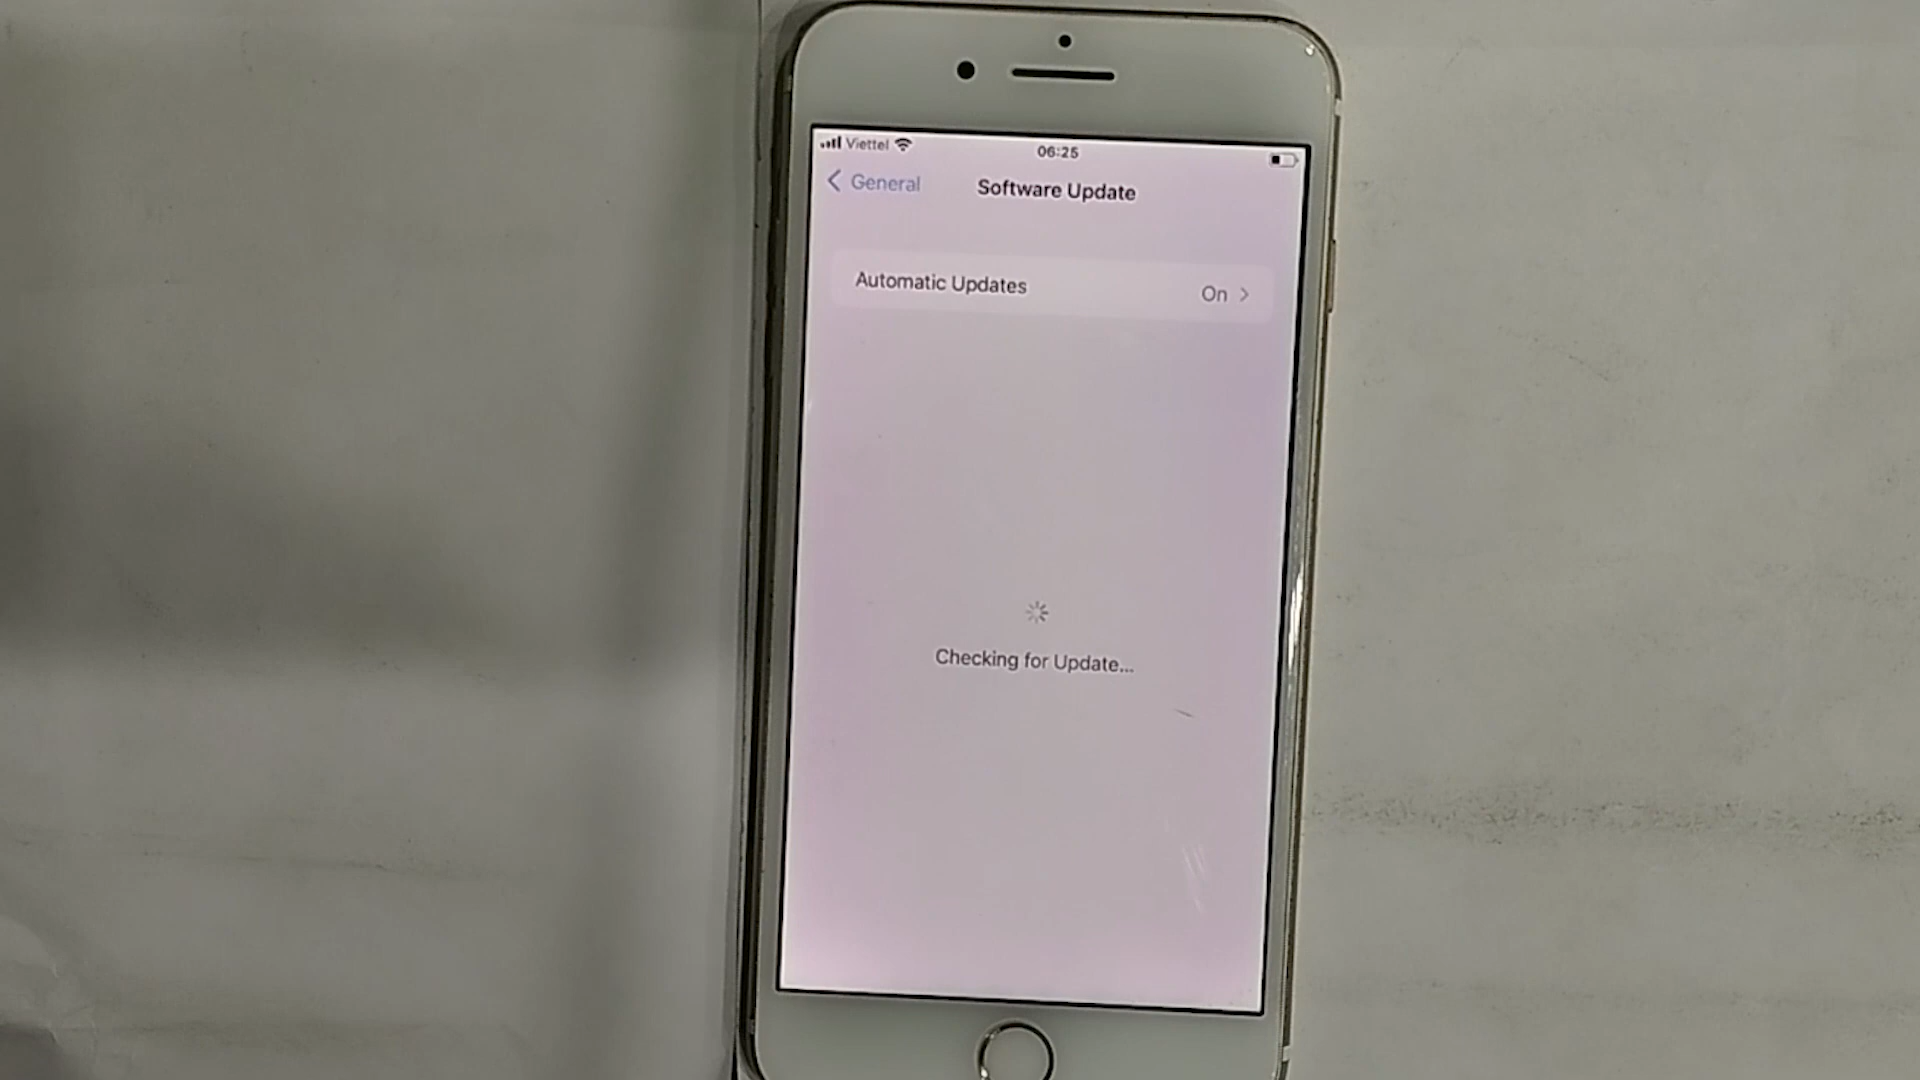 Viettel
06:25
General
Software Update
Automatic Updates
On
Checking for Update...